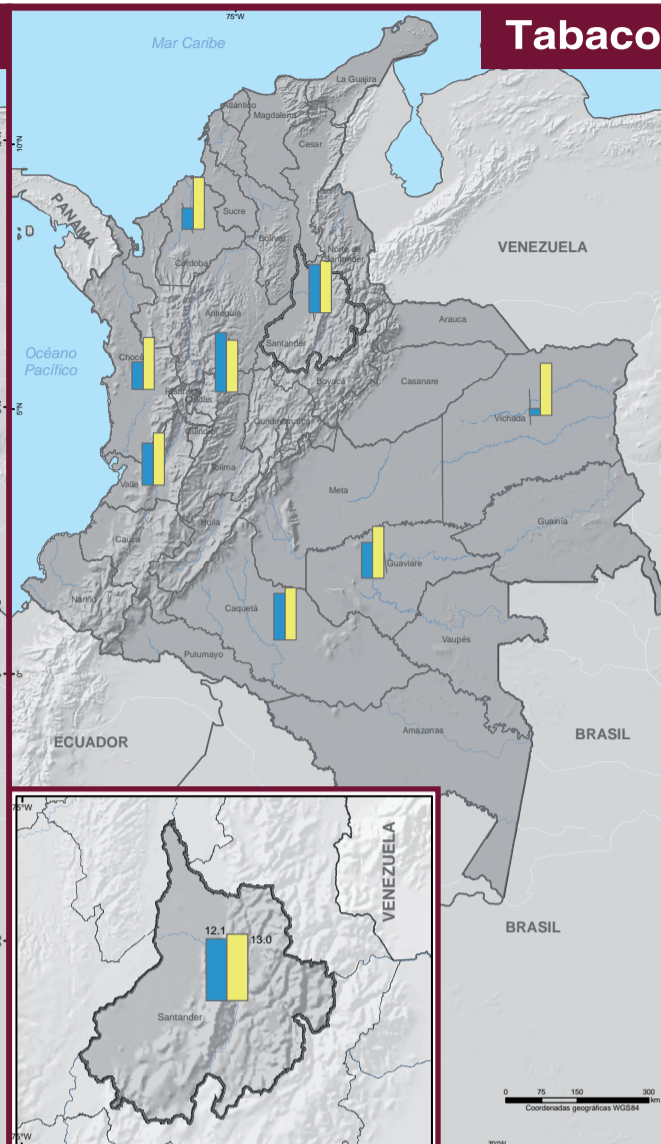 Tabaco
75°W
Mar Caribe
La Guajira
Atlántico
Magdalena
Cesar
10°N
PANAMÁ
Sucre
Bolívar
Córdoba
Norte de
Santander
VENEZUELA
Antioquia
Arauca
Santander
Océano
Pacífico
Chocó
Boyacá
Casanare
Risaralda
Caldas
5°N
Vichada
Cundinamarca
Quindío
Valle
Tolima
Meta
Guainía
Huila
Cauca
Guaviare
Nariño
Caquetá
Vaupés
Putumayo
Amazonas
ECUADOR
BRASIL
75°W
VENEZUELA
12.1
13.0
BRASIL
Santander
0 75 150 300
km
Coordenadas geográficas WGS84
75°W
70°W